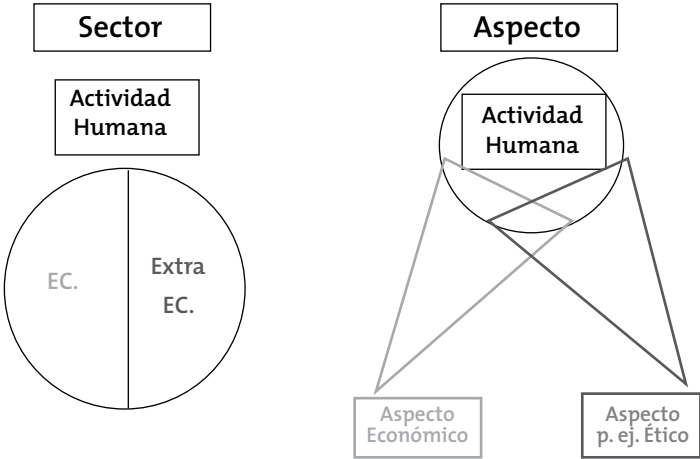 Sector
Actividad
Humana
EC.
Extra
EC.
Aspecto
Actividad
Humana
Aspecto
Económico
Aspecto
p. ej. Ético